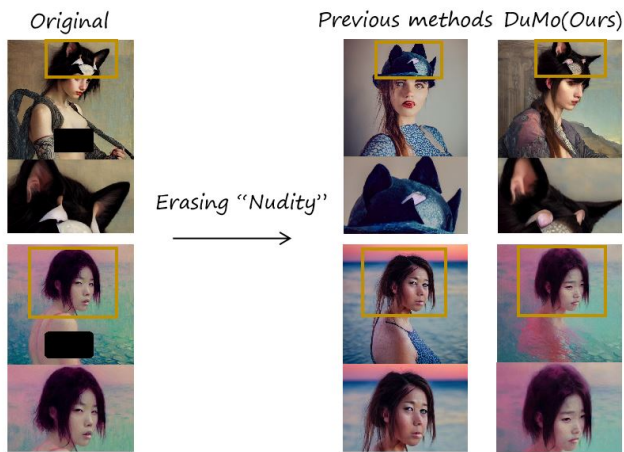 Original
Previous methods DuMo(Ours)
Erasing “Nudity”